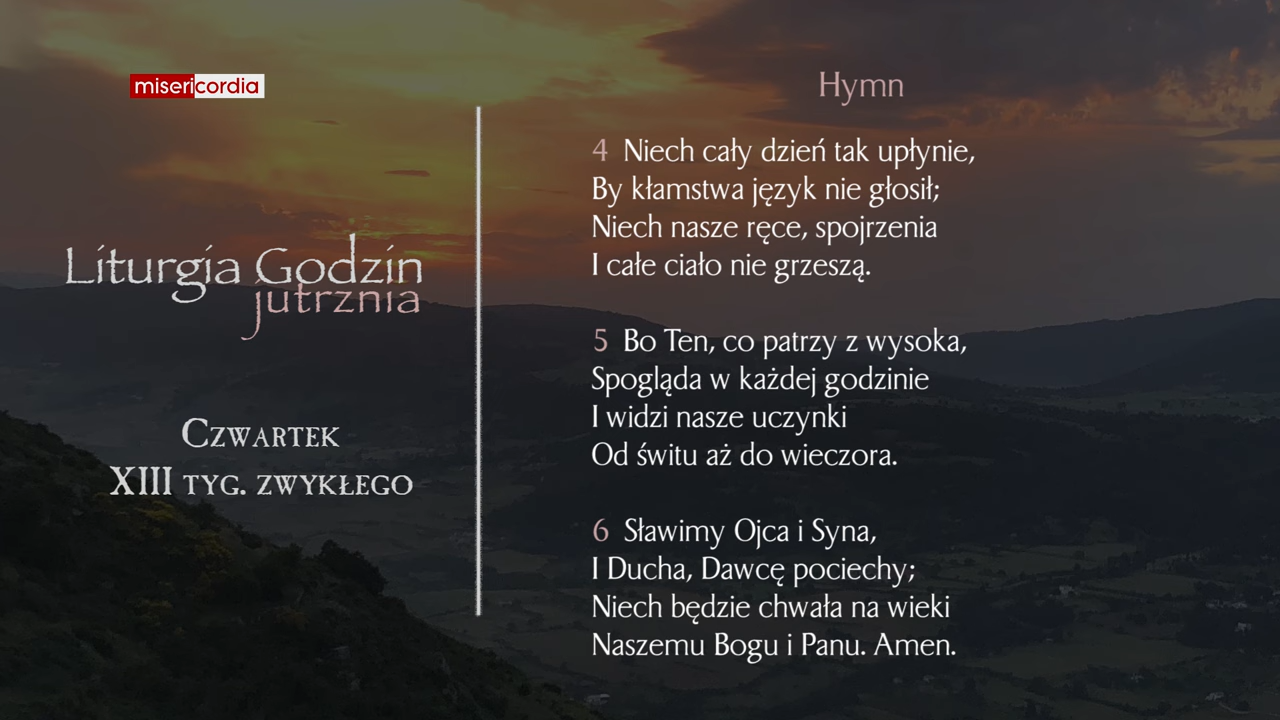 misericordia
Liturgia Godzin
jutrznia
Czwartek
XIII tyg. zwykłego
Hymn
4 Niech cały dzień tak upłynie,
By kłamstwa język nie głosił;
Niech nasze ręce, spojrzenia
I całe ciało nie grzeszą.
5 Bo Ten, co patrzy z wysoka,
Spogląda w każdej godzinie
I widzi nasze uczynki
Od świtu aż do wieczora.
6 Sławimy Ojca i Syna,
I Ducha, Dawcę pociechy;
Niech będzie chwała na wieki
Naszemu Bogu i Panu. Amen.